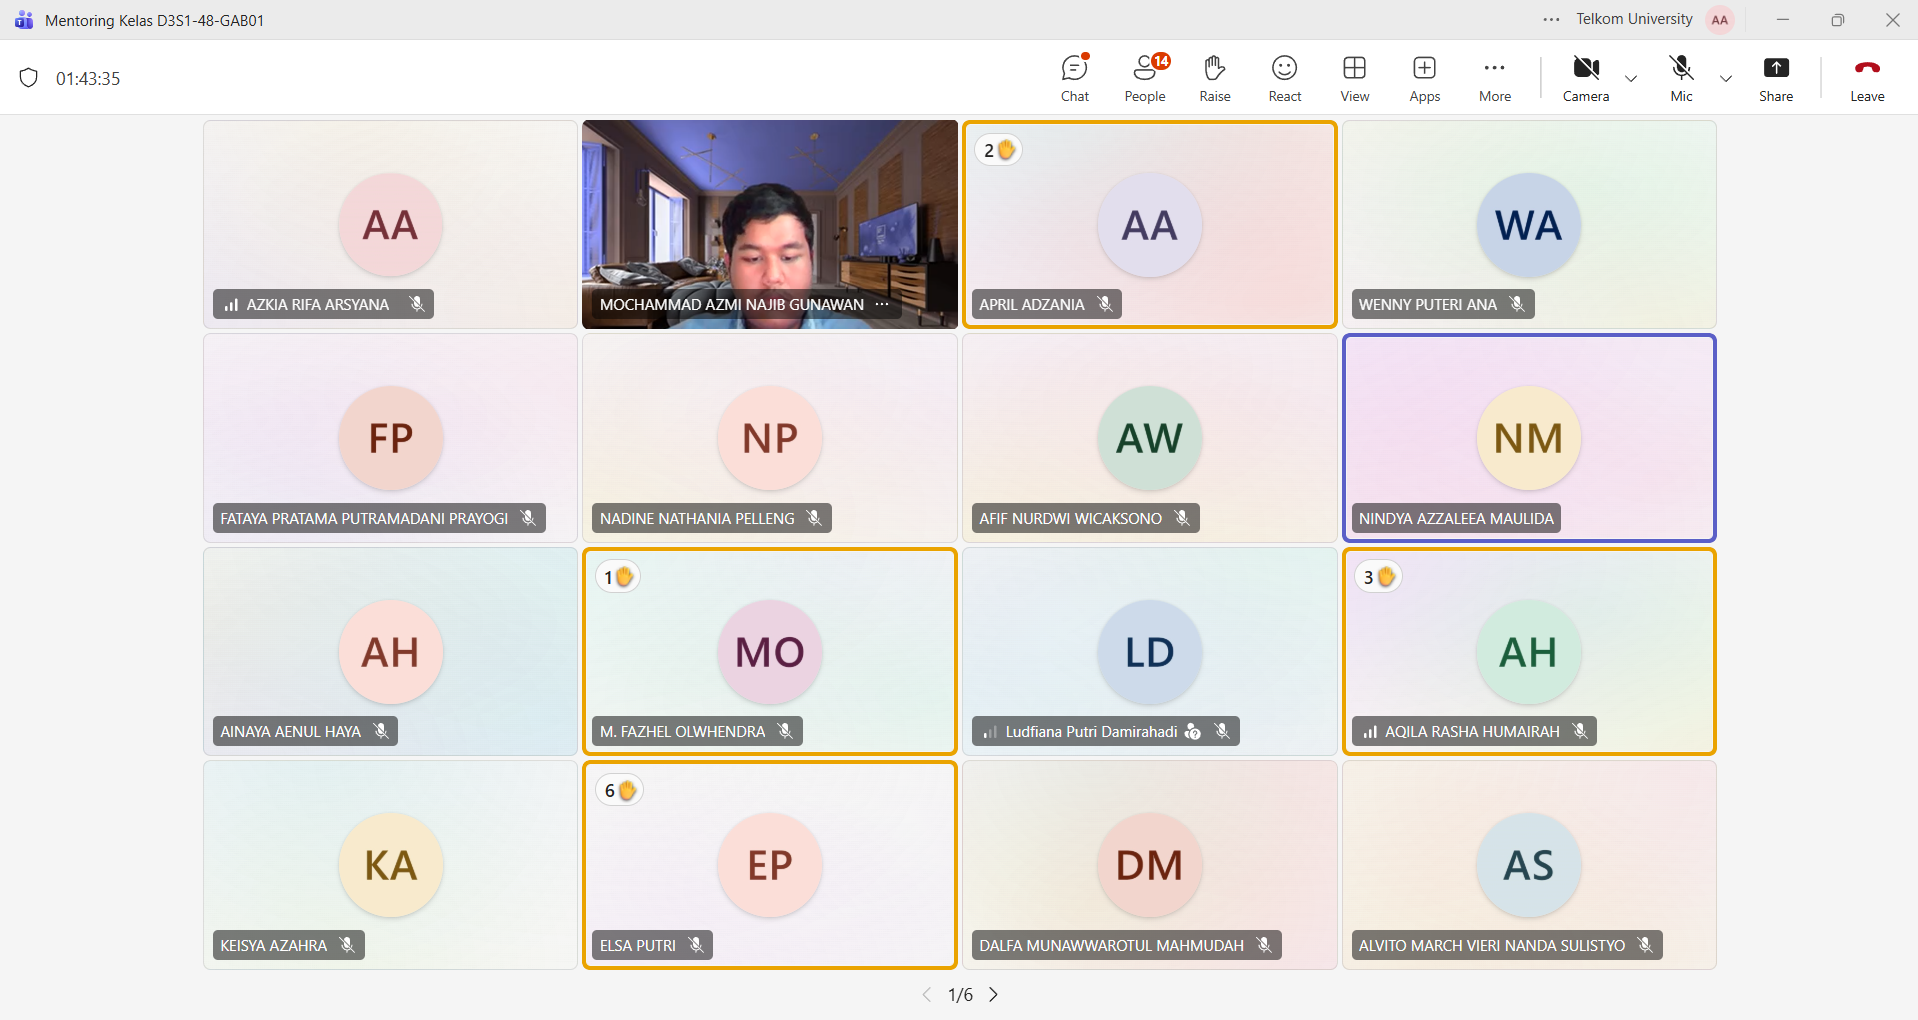 Mentoring Kelas D3S1-48-GAB01
Telkom University
AA
01:43:35
Chat
14
People
Raise
React
View
Apps
More
Camera
Mic
Share
Leave
AA
AZKIA RIFA ARSYANA
MOCHAMMAD AZMI NAJIB GUNAWAN
2
AA
APRIL ADZANIA
WA
WENNY PUTERI ANA
FP
FATAYA PRATAMA PUTRAMADANI PRAYOGI
NP
NADINE NATHANIA PELLENG
AW
AFIF NURDWI WICAKSONO
NM
NINDYA AZZALEEA MAULIDA
AH
AINAYA AENUL HAYA
1
MO
M. FAZHEL OLWHENDRA
LD
Ludfiana Putri Damirahadi
3
AH
AQILA RASHA HUMAIRAH
KA
KEISYA AZAHRA
6
EP
ELSA PUTRI
DM
DALFA MUNAWWAROTUL MAHMUDAH
AS
ALVITO MARCH VIERI NANDA SULISTYO
1/6